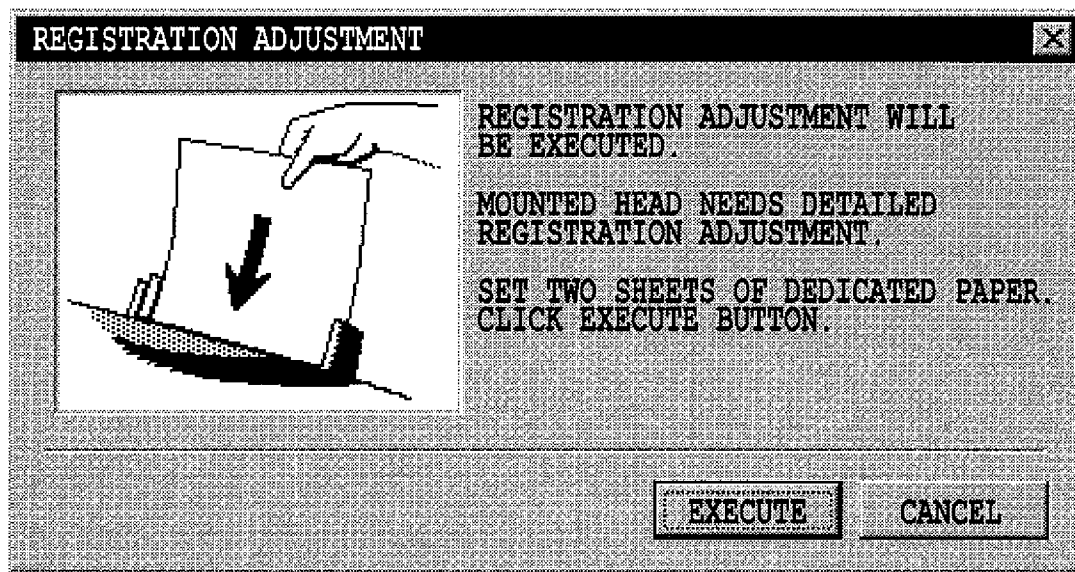 REGISTRATION ADJUSTMENT
REGISTRATION ADJUSTMENT WILL
BE EXECUTED.
MOUNTED HEAD NEEDS DETAILED
REGISTRATION ADJUSTMENT.
SET TWO SHEETS OF DEDICATED PAPER.
CLICK EXECUTE BUTTON.
EXECUTE
CANCEL